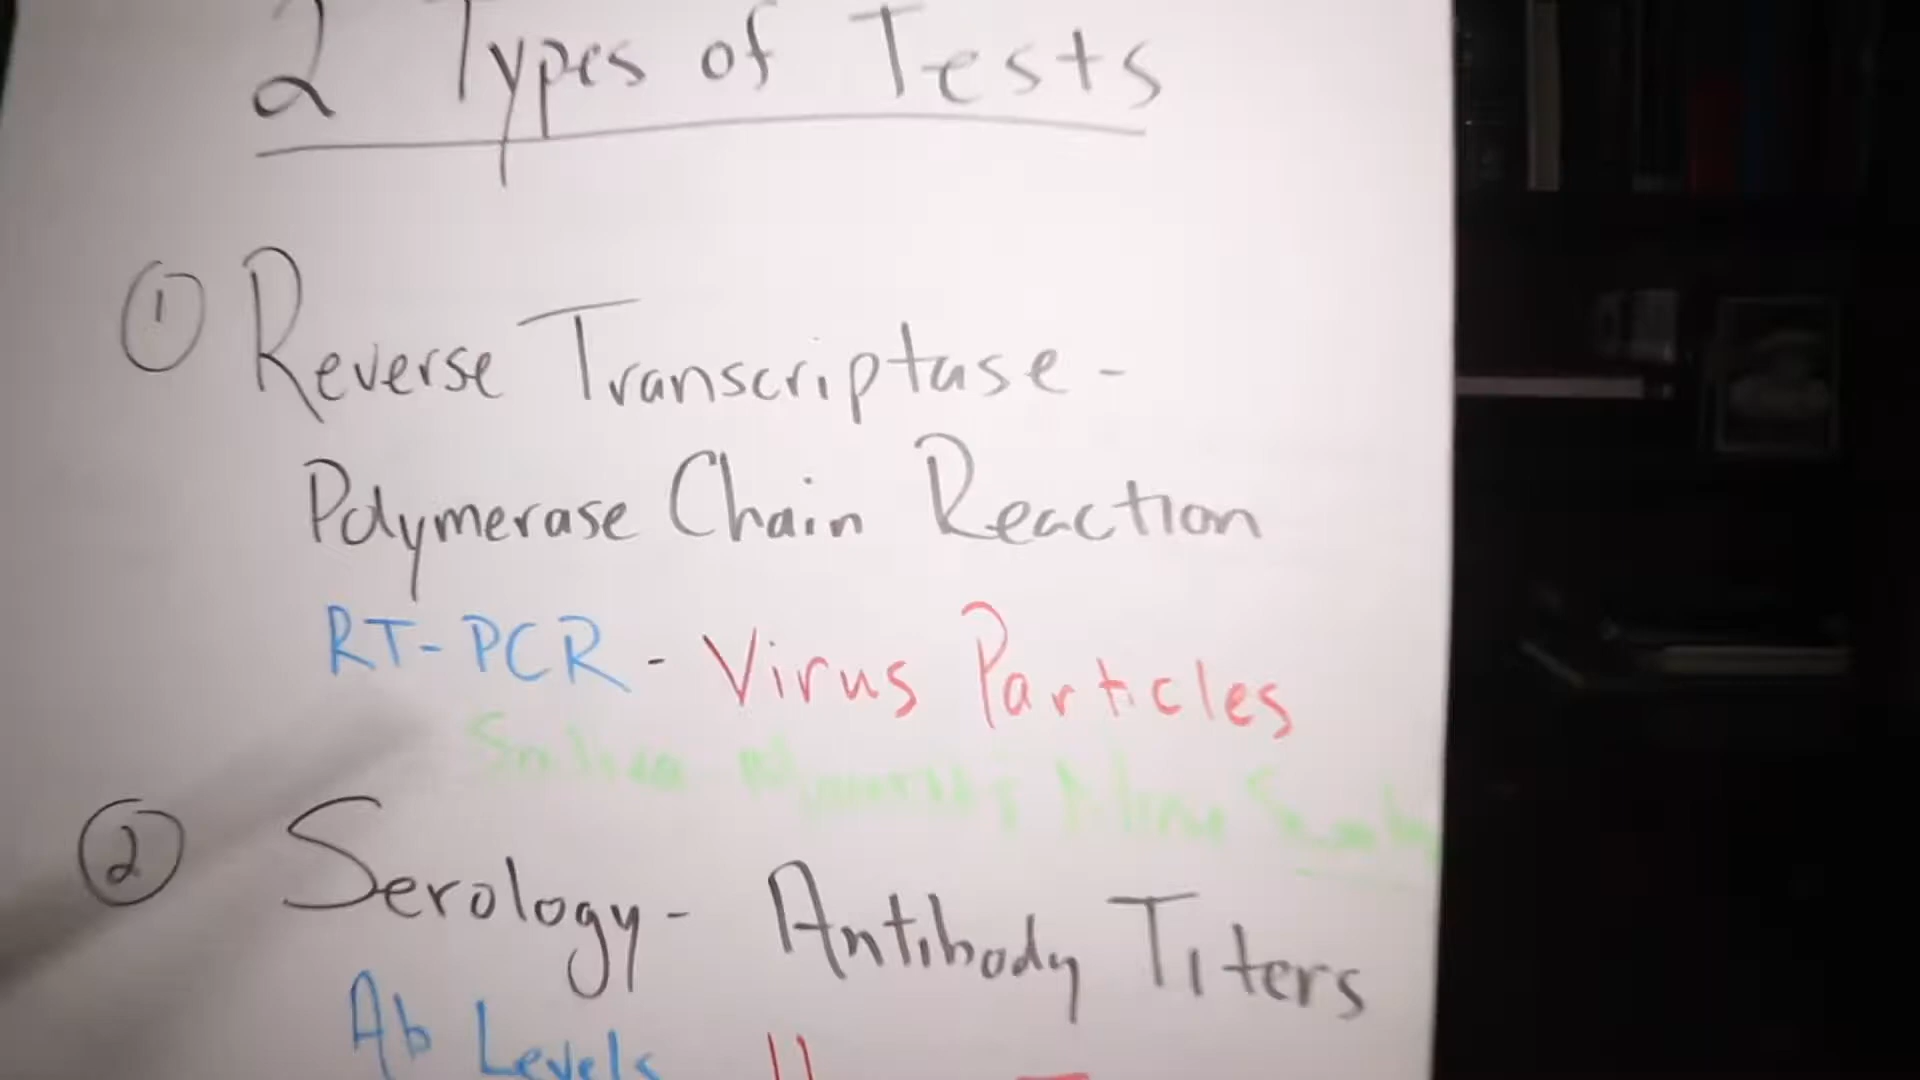 2 Types of Tests
① Reverse Transcriptase-
Polymerase Chain Reaction
RT-PCR - Virus Particles
Saliva
② Serology - Antibody Titers
Ab Levels